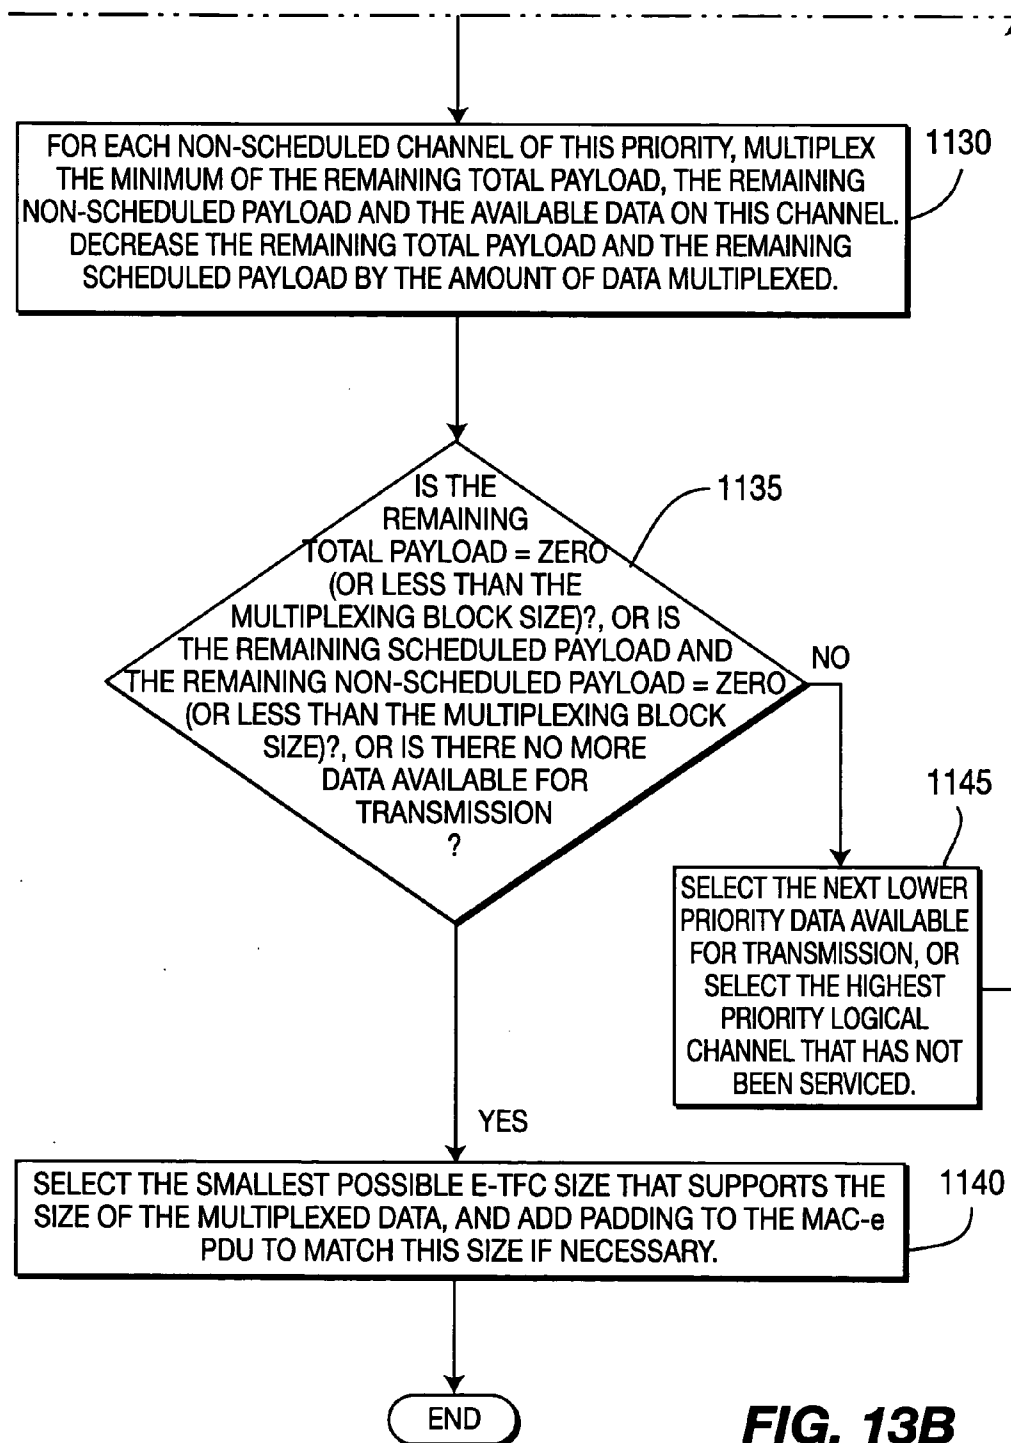 FOR EACH NON-SCHEDULED CHANNEL OF THIS PRIORITY, MULTIPLEX
THE MINIMUM OF THE REMAINING TOTAL PAYLOAD, THE REMAINING
NON-SCHEDULED PAYLOAD AND THE AVAILABLE DATA ON THIS CHANNEL.
DECREASE THE REMAINING TOTAL PAYLOAD AND THE REMAINING
SCHEDULED PAYLOAD BY THE AMOUNT OF DATA MULTIPLEXED.
1130
IS THE
REMAINING
TOTAL PAYLOAD = ZERO
(OR LESS THAN THE
MULTIPLEXING BLOCK SIZE)?, OR IS
THE REMAINING SCHEDULED PAYLOAD AND
THE REMAINING NON-SCHEDULED PAYLOAD = ZERO
(OR LESS THAN THE MULTIPLEXING BLOCK
SIZE)?, OR IS THERE NO MORE
DATA AVAILABLE FOR
TRANSMISSION
?
1135
NO
1145
SELECT THE NEXT LOWER
PRIORITY DATA AVAILABLE
FOR TRANSMISSION, OR
SELECT THE HIGHEST
PRIORITY LOGICAL
CHANNEL THAT HAS NOT
BEEN SERVICED.
YES
SELECT THE SMALLEST POSSIBLE E-TFC SIZE THAT SUPPORTS THE
SIZE OF THE MULTIPLEXED DATA, AND ADD PADDING TO THE MAC-e
PDU TO MATCH THIS SIZE IF NECESSARY.
1140
END
FIG. 13B